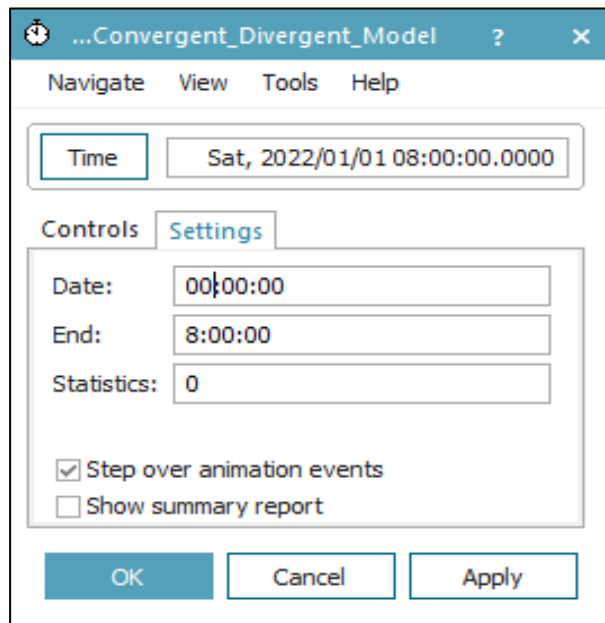 ...Convergent_Divergent_Model ? ×
Navigate View Tools Help
Time Sat, 2022/01/01 08:00:00.0000
Controls Settings
Date: 00:00:00
End: 8:00:00
Statistics: 0
Step over animation events
Show summary report
OK Cancel Apply